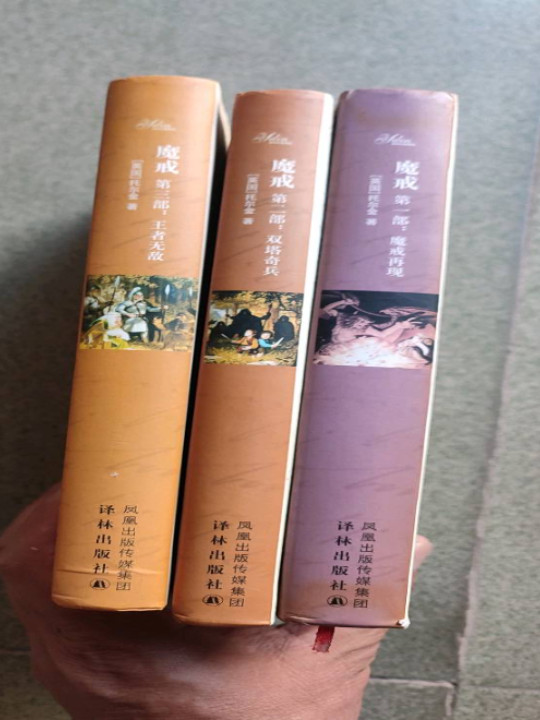 魔戒 第三部：王者无敌
[英国]托尔金 著
凤凰出版传媒集团
译林出版社
魔戒 第二部：双塔奇兵
[英国]托尔金 著
凤凰出版传媒集团
译林出版社
魔戒 第一部：魔戒再现
[英国]托尔金 著
凤凰出版传媒集团
译林出版社